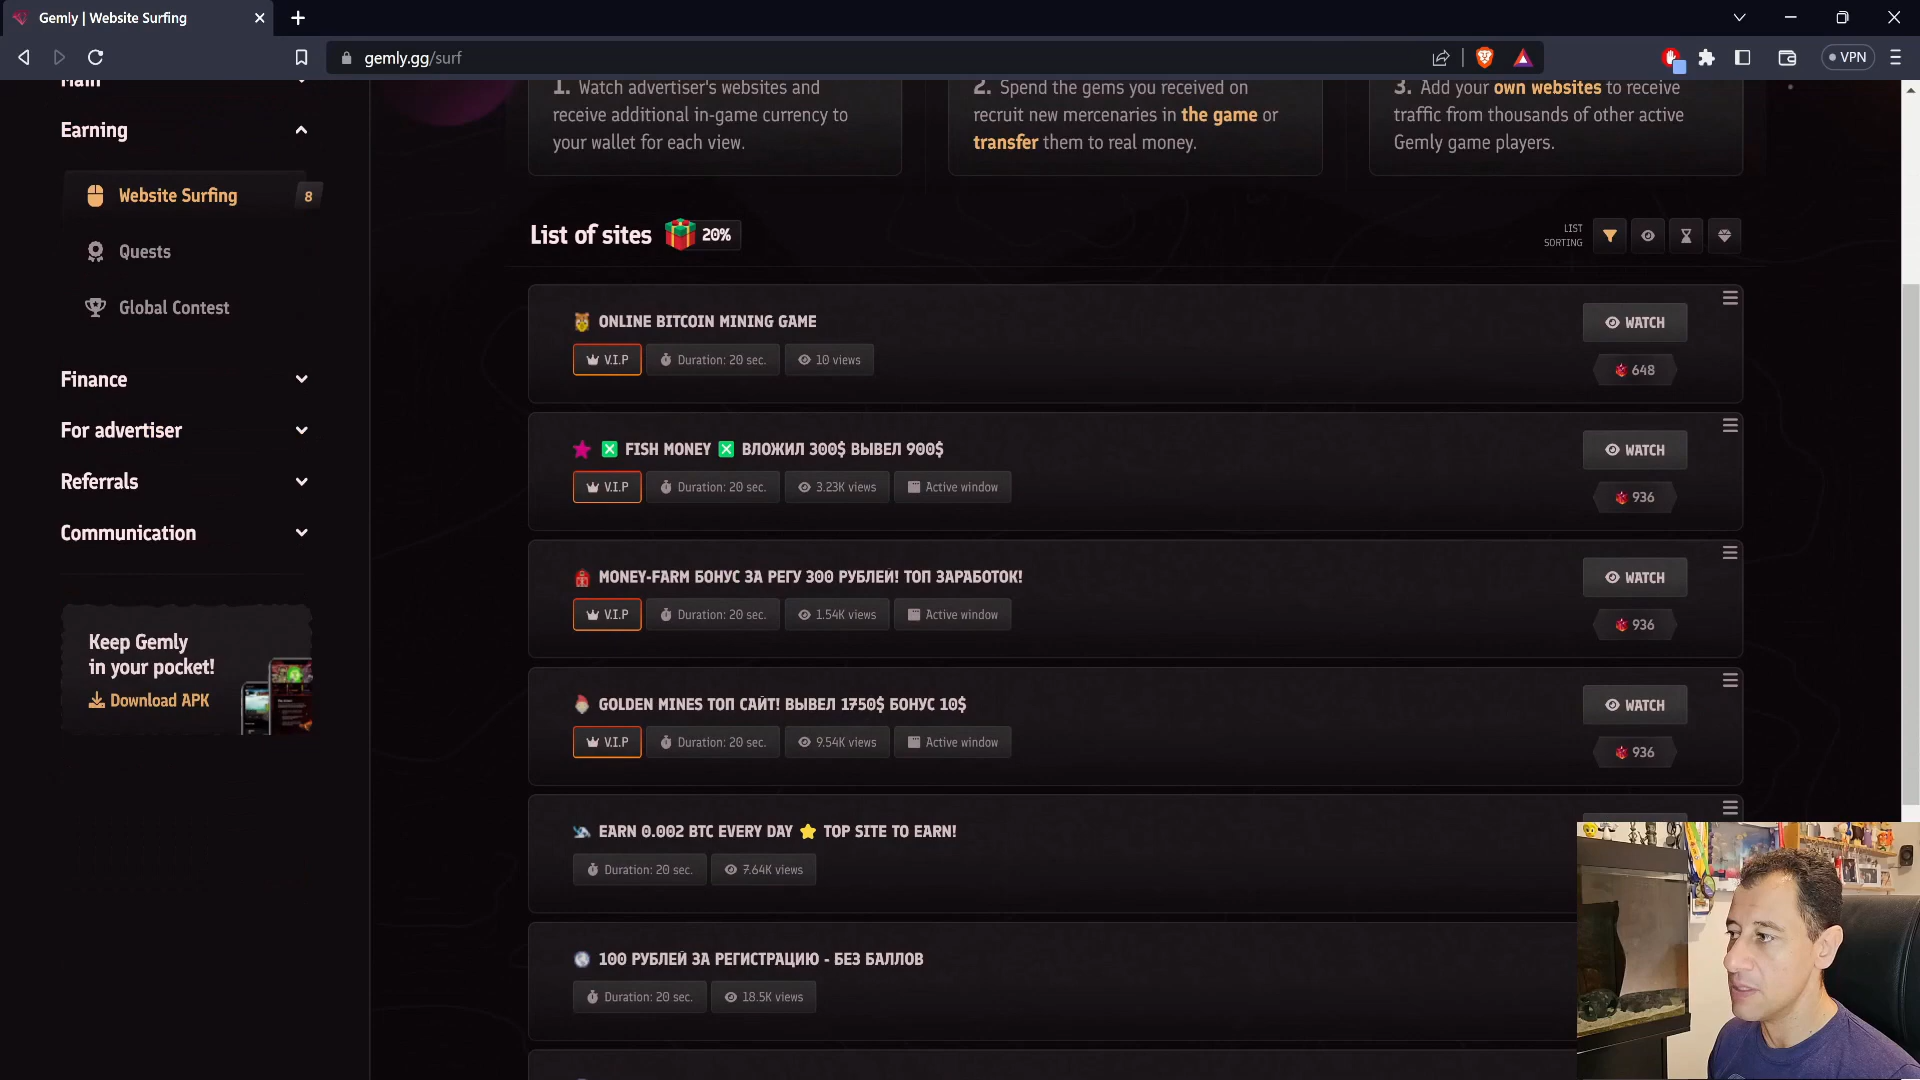 Gemly | Website Surfing
gemly.gg/surf
VPN
Main
Earning
Website Surfing
8
Quests
Global Contest
Finance
For advertiser
Referrals
Communication
Keep Gemly
in your pocket!
Download APK
1. Watch advertiser's websites and
receive additional in-game currency to
your wallet for each view.
2. Spend the gems you received on
recruit new mercenaries in the game or
transfer them to real money.
3. Add your own websites to receive
traffic from thousands of other active
Gemly game players.
List of sites
20%
LIST
SORTING
ONLINE BITCOIN MINING GAME
V.I.P
Duration: 20 sec.
10 views
WATCH
648
FISH MONEY ВЛОЖИЛ 300$ ВЫВЕЛ 900$
V.I.P
Duration: 20 sec.
3.23K views
Active window
WATCH
936
MONEY-FARM БОНУС ЗА РЕГУ 300 РУБЛЕЙ! ТОП ЗАРАБОТОК!
V.I.P
Duration: 20 sec.
1.54K views
Active window
WATCH
936
GOLDEN MINES ТОП САЙТ! ВЫВЕЛ 1750$ БОНУС 10$
V.I.P
Duration: 20 sec.
9.54K views
Active window
WATCH
936
EARN 0.002 BTC EVERY DAY TOP SITE TO EARN!
Duration: 20 sec.
7.64K views
100 РУБЛЕЙ ЗА РЕГИСТРАЦИЮ - БЕЗ БАЛЛОВ
Duration: 20 sec.
18.5K views